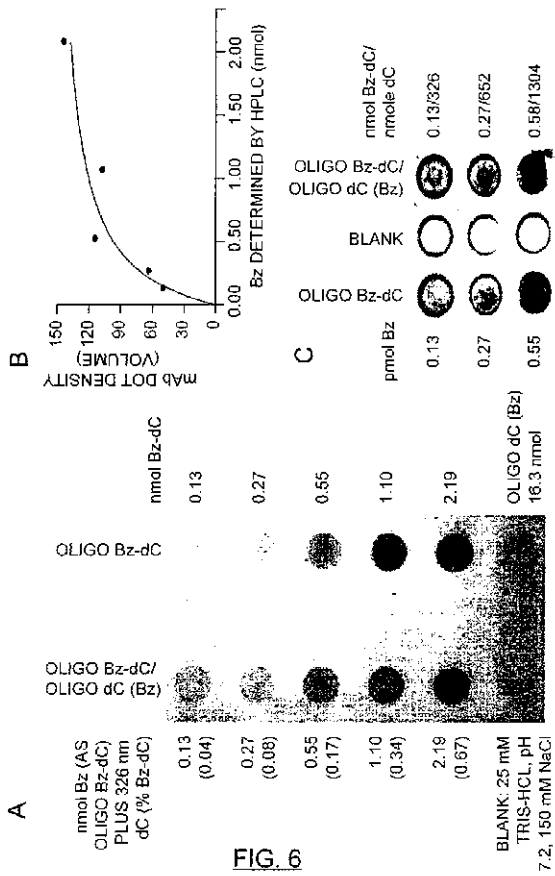 A
nmol Bz (AS
OLIGO Bz-dC)
PLUS 326 nm
dC (% Bz-dC)
OLIGO Bz-dC/
OLIGO dC (Bz)
OLIGO Bz-dC
nmol Bz-dC
0.13
(0.04)
0.13
0.27
(0.08)
0.27
0.55
(0.17)
0.55
1.10
(0.34)
1.10
2.19
(0.67)
2.19
BLANK: 25 mM
TRIS-HCL, pH
7.2, 150 mM NaCl
OLIGO dC (Bz)
16.3 nmol
B
mAb DOT DENSITY
(VOLUME)
150
100
50
0
0.00
0.50
1.00
2.00
Bz DETERMINED BY HPLC (nmol)
C
pmol Bz
OLIGO Bz-dC
BLANK
OLIGO Bz-dC/
OLIGO dC (Bz)
nmol Bz-dC/
nmole dC
0.13
0.13/326
0.27
0.27/652
0.55
0.58/1304
FIG. 6